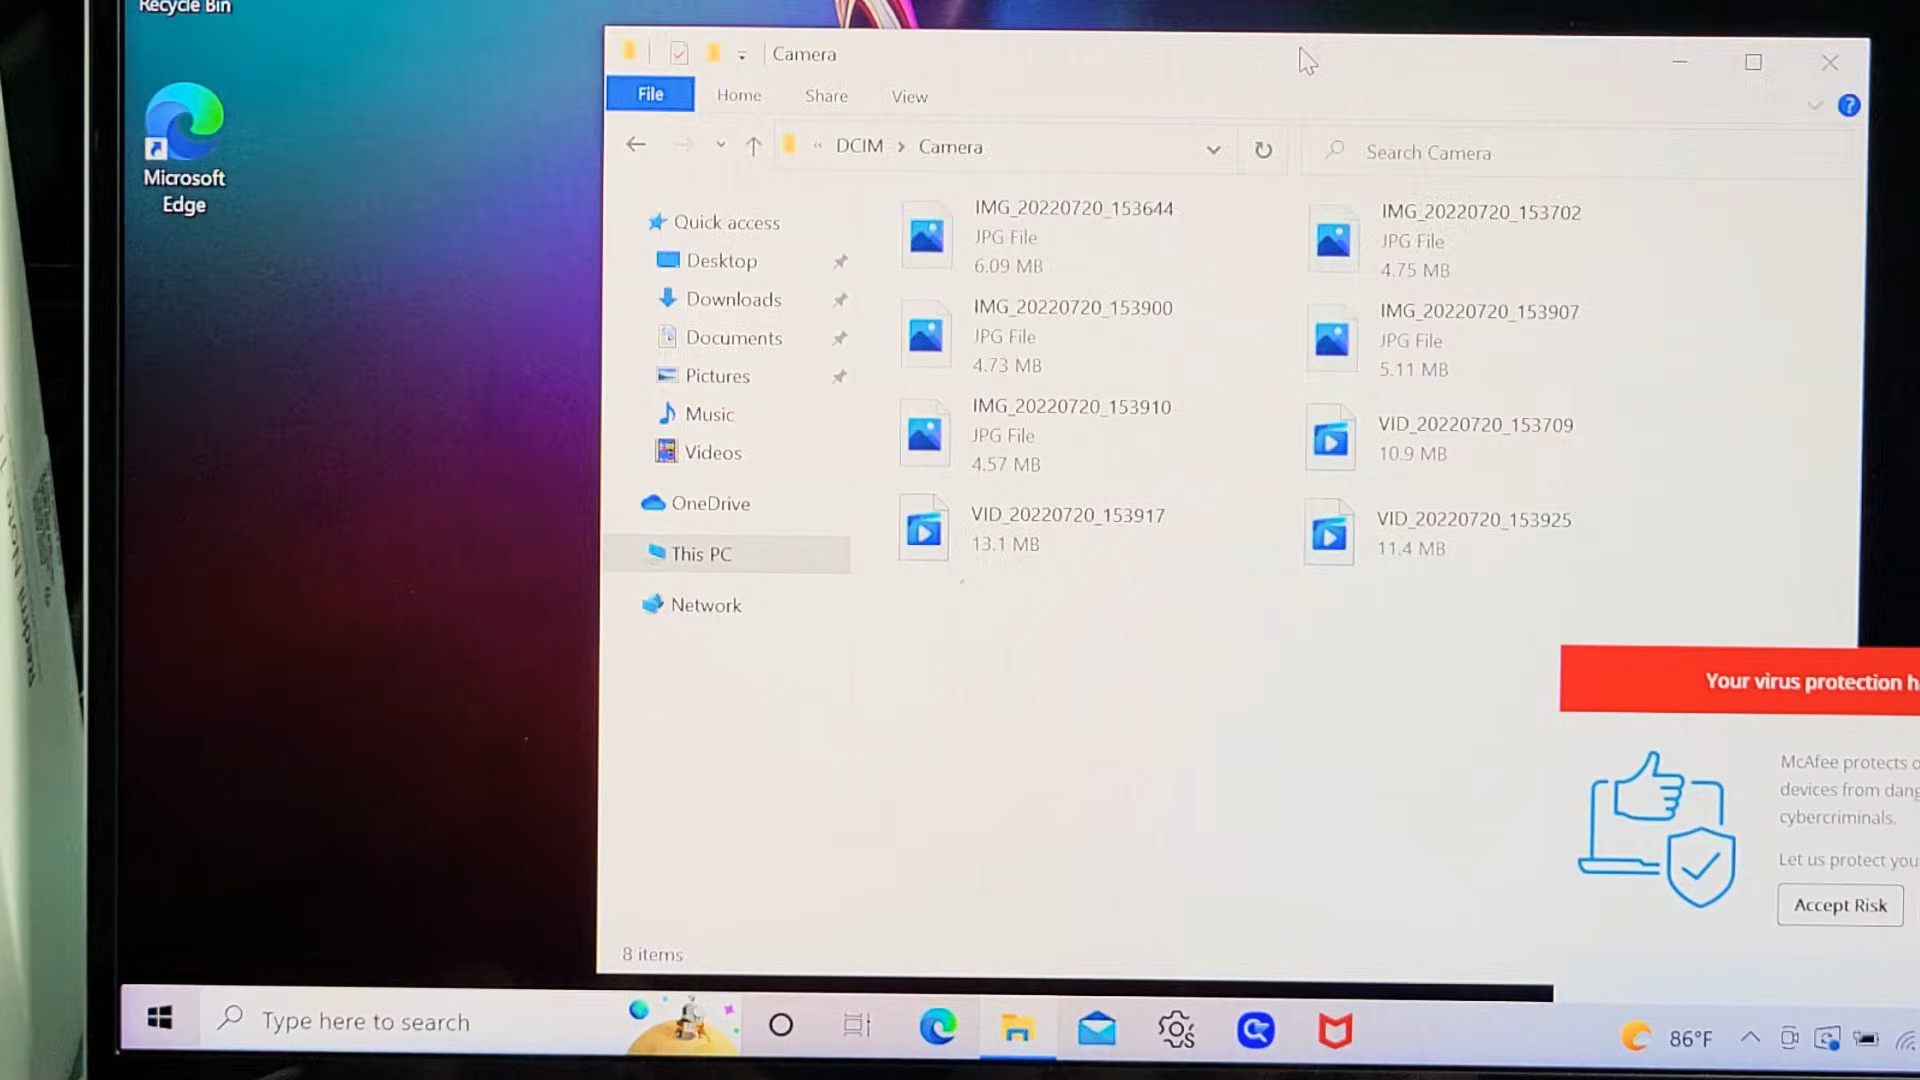 Recycle Bin
Microsoft
Edge
Camera
File Home Share View
DCIM > Camera
Search Camera
Quick access
Desktop
Downloads
Documents
Pictures
Music
Videos
OneDrive
This PC
Network
IMG_20220720_153644
JPG File
6.09 MB
IMG_20220720_153702
JPG File
4.75 MB
IMG_20220720_153900
JPG File
4.73 MB
IMG_20220720_153907
JPG File
5.11 MB
IMG_20220720_153910
JPG File
4.57 MB
VID_20220720_153709
10.9 MB
VID_20220720_153917
13.1 MB
VID_20220720_153925
11.4 MB
8 items
Your virus protection h
McAfee protects
devices from dang
cybercriminals.
Let us protect you
Accept Risk
Type here to search
86°F